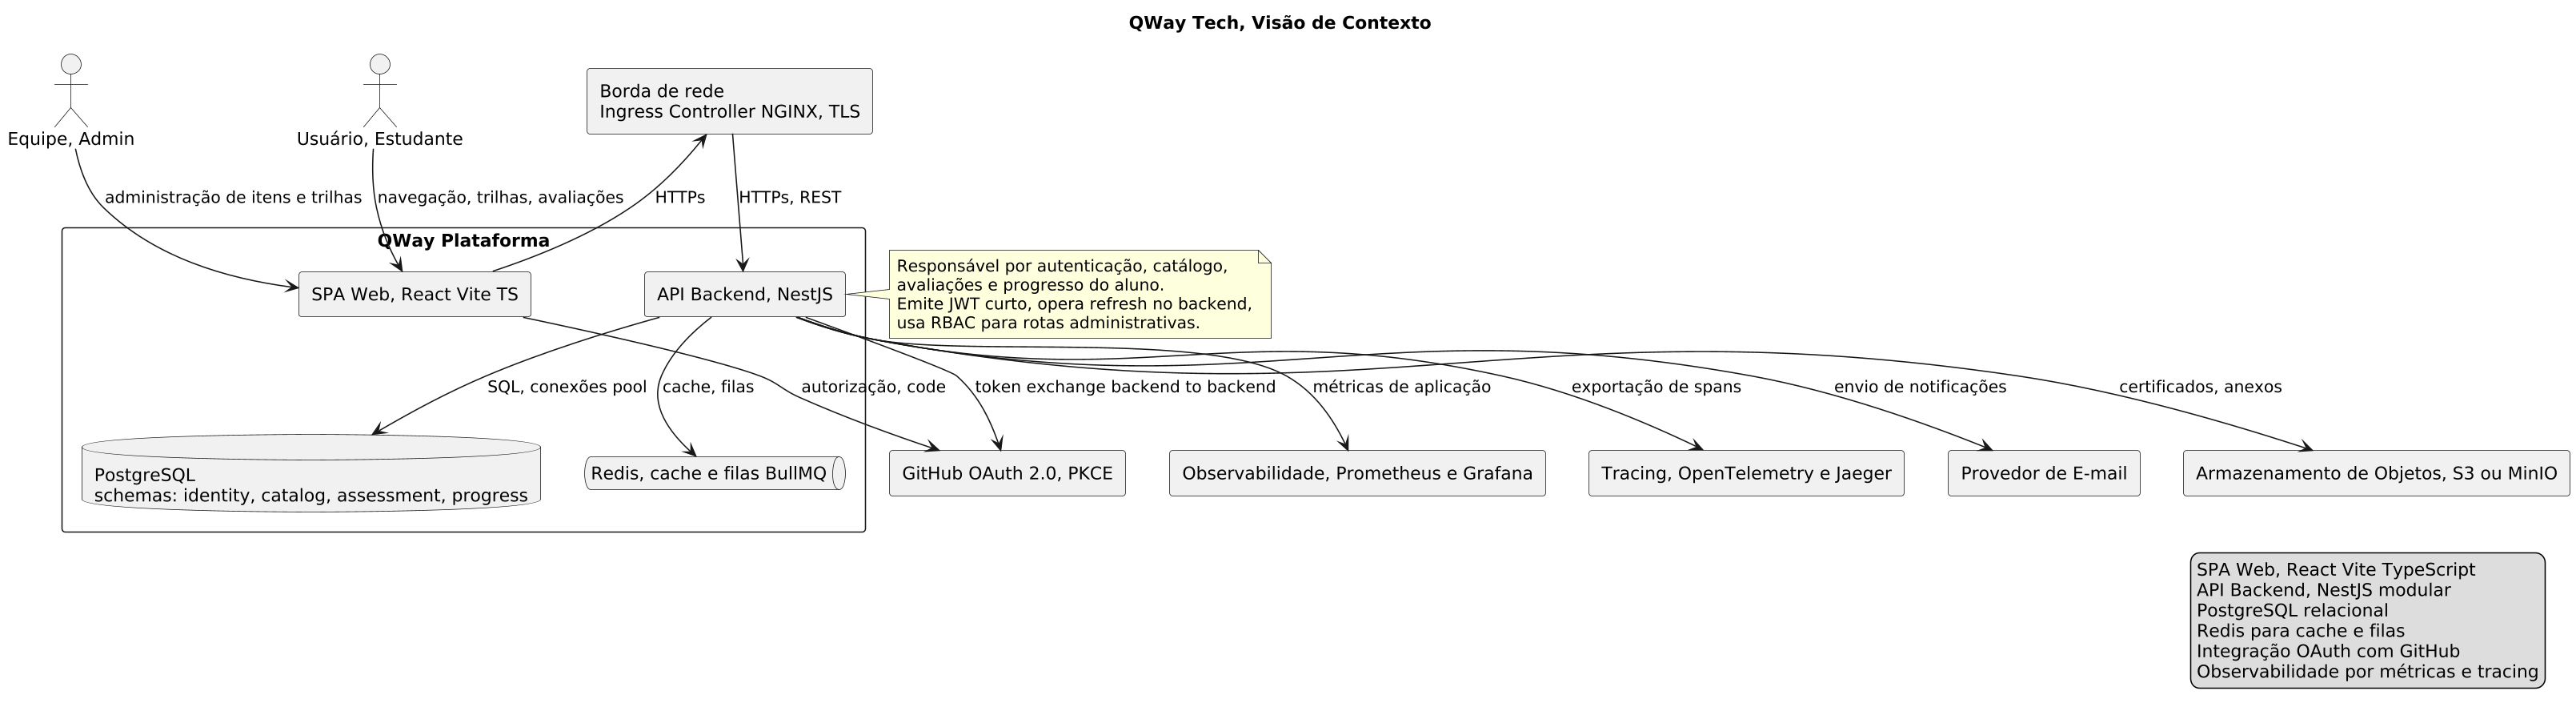 QWay Tech, Visão de Contexto
Borda de rede
Ingress Controller NGINX, TLS
Equipe, Admin
Usuário, Estudante
administração de itens e trilhas
navegação, trilhas, avaliações
HTTPs
HTTPs, REST
QWay Plataforma
SPA Web, React Vite TS
API Backend, NestJS
Responsável por autenticação, catálogo,
avaliações e progresso do aluno.
Emite JWT curto, opera refresh no backend,
usa RBAC para rotas administrativas.
SQL, conexões pool
cache, filas
autorização, code
token exchange backend to backend
métricas de aplicação
exportação de spans
envio de notificações
certificados, anexos
PostgreSQL
schemas: identity, catalog, assessment, progress
Redis, cache e filas BullMQ
GitHub OAuth 2.0, PKCE
Observabilidade, Prometheus e Grafana
Tracing, OpenTelemetry e Jaeger
Provedor de E-mail
Armazenamento de Objetos, S3 ou MinIO
SPA Web, React Vite TypeScript
API Backend, NestJS modular
PostgreSQL relacional
Redis para cache e filas
Integração OAuth com GitHub
Observabilidade por métricas e tracing